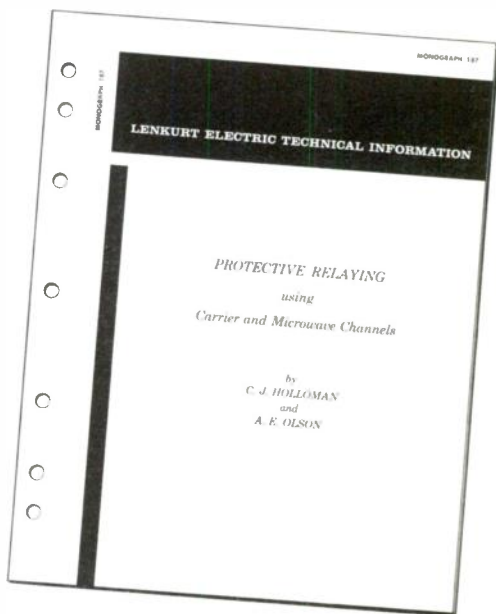 MONOGRAPH 187
MONOGRAPH 187
LENKURT ELECTRIC TECHNICAL INFORMATION
PROTECTIVE RELAYING
using
Carrier and Microwave Channels
by
C. J. HOLLOMAN
and
A. E. OLSON